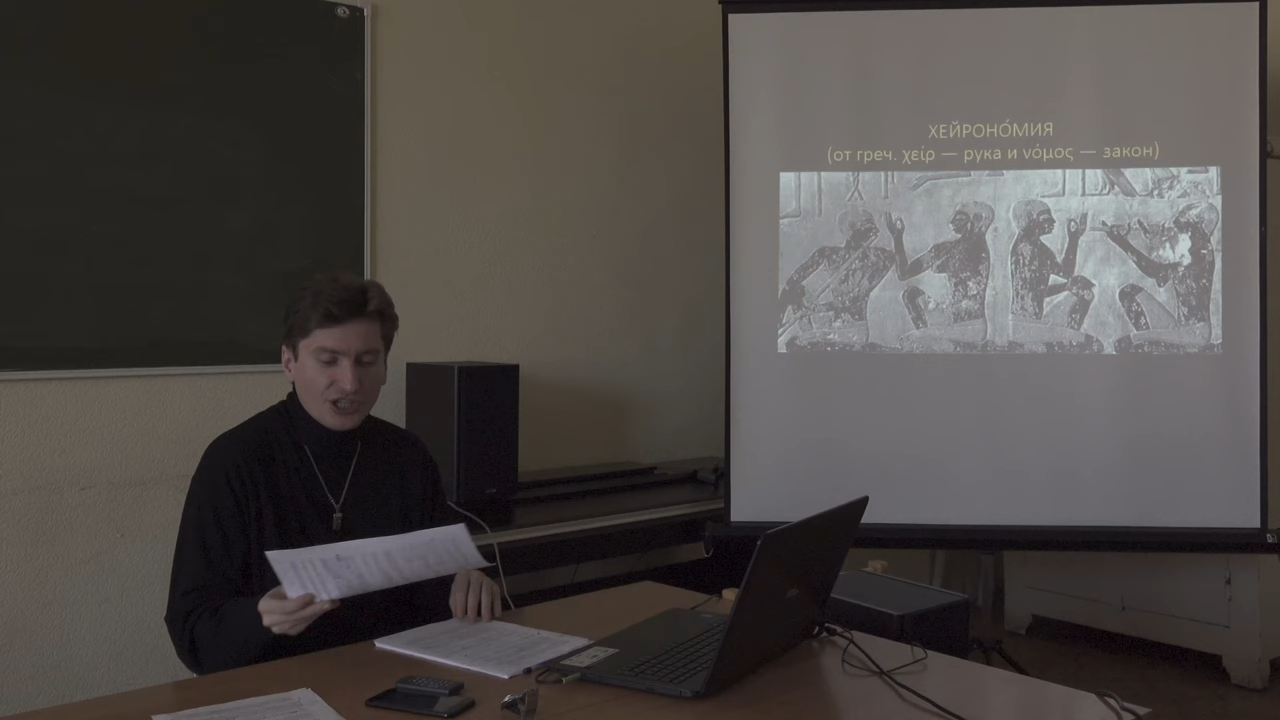 ХЕЙРОНО́МИЯ
(от греч. χείρ — рука и νόμος — закон)